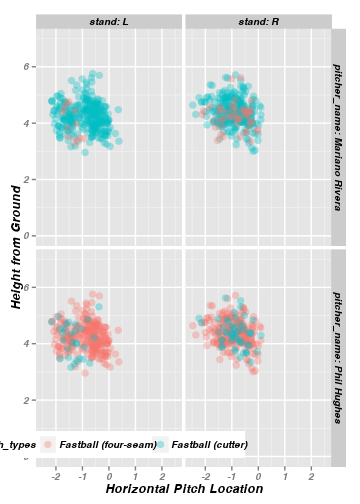 stand: L
stand: R
6
4
2
0
pitcher_name: Mariano Rivera
Height from Ground
6
4
2
0
pitcher_name: Phil Hughes
h_types
Fastball (four-seam)
Fastball (cutter)
-2
-1
0
1
2
-2
-1
0
1
2
Horizontal Pitch Location